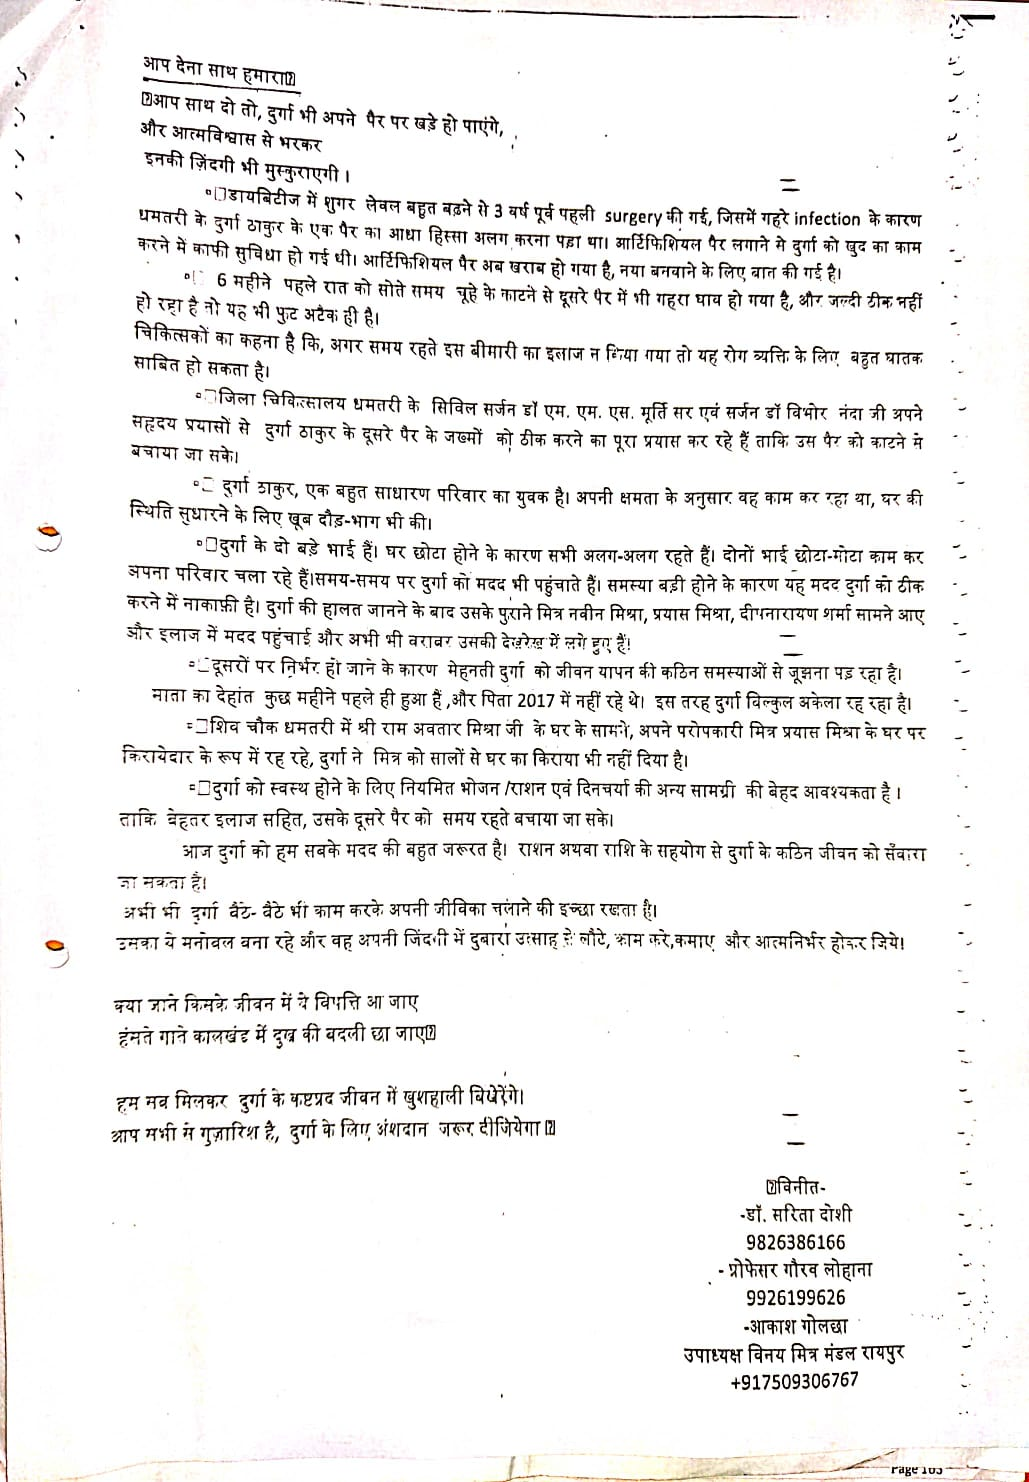 आप देना साथ हमारा
आप साथ दो तो, दुर्गा भी अपने पैर पर खड़े हो पाएंगे,
और आत्मविश्वास से भरकर
इनकी ज़िंदगी भी मुस्कुराएगी।
डायबिटीज में शुगर लेवल बहुत बढ़ने से 3 वर्ष पूर्व पहली surgery की गई, जिसमें गहरे infection के कारण
धमतरी के दुर्गा ठाकुर के एक पैर का आधा हिस्सा अलग करना पड़ा था। आर्टिफिशियल पैर लगाने से दुर्गा को खुद का काम
करने में काफी सुविधा हो गई थी। आर्टिफिशियल पैर अब खराब हो गया है, नया बनवाने के लिए बात की गई है।
6 महीने पहले रात को सोते समय चूहे के काटने से दूसरे पैर में भी गहरा घाव हो गया है, और जल्दी ठीक नहीं
हो रहा है तो यह भी फुट अटैक ही है।
चिकित्सकों का कहना है कि, अगर समय रहते इस बीमारी का इलाज न किया गया तो यह रोग व्यक्ति के लिए बहुत घातक
साबित हो सकता है।
जिला चिकित्सालय धमतरी के सिविल सर्जन डॉ एम. एम. एस. मूर्ति सर एवं सर्जन डॉ विभोर नंदा जी अपने
सहृदय प्रयासों से दुर्गा ठाकुर के दूसरे पैर के जख्मों को ठीक करने का पूरा प्रयास कर रहे हैं ताकि उस पैर को काटने से
बचाया जा सके।
दुर्गा ठाकुर, एक बहुत साधारण परिवार का युवक है। अपनी क्षमता के अनुसार वह काम कर रहा था, घर की
स्थिति सुधारने के लिए खूब दौड़-भाग भी की।
दुर्गा के दो बड़े भाई हैं। घर छोटा होने के कारण सभी अलग-अलग रहते हैं। दोनों भाई छोटा-मोटा काम कर
अपना परिवार चला रहे हैं।समय-समय पर दुर्गा को मदद भी पहुंचाते हैं। समस्या बड़ी होने के कारण यह मदद दुर्गा को ठीक
करने में नाकाफ़ी है। दुर्गा की हालत जानने के बाद उसके पुराने मित्र नवीन मिश्रा, प्रयास मिश्रा, दीपनारायण शर्मा सामने आए
और इलाज में मदद पहुंचाई और अभी भी बराबर उसकी देखरेख में लगे हुए हैं!
दूसरों पर निर्भर हो जाने के कारण मेहनती दुर्गा को जीवन यापन की कठिन समस्याओं से जूझना पड़ रहा है।
माता का देहांत कुछ महीने पहले ही हुआ हैं ,और पिता 2017 में नहीं रहे थे। इस तरह दुर्गा बिल्कुल अकेला रह रहा है।
शिव चौक धमतरी में श्री राम अवतार मिश्रा जी के घर के सामने, अपने परोपकारी मित्र प्रयास मिश्रा के घर पर
किरायेदार के रूप में रह रहे, दुर्गा ने मित्र को सालों से घर का किराया भी नहीं दिया है।
दुर्गा को स्वस्थ होने के लिए नियमित भोजन /राशन एवं दिनचर्या की अन्य सामग्री की बेहद आवश्यकता है ।
ताकि बेहतर इलाज सहित, उसके दूसरे पैर को समय रहते बचाया जा सके।
आज दुर्गा को हम सबके मदद की बहुत जरूरत है। राशन अथवा राशि के सहयोग से दुर्गा के कठिन जीवन को सँवारा
जा सकता है।
अभी भी दुर्गा बैठे- बैठे भी काम करके अपनी जीविका चलाने की इच्छा रखता है।
उसका ये मनोबल बना रहे और वह अपनी जिंदगी में दुबारा उत्साह से लौटे, काम करे,कमाए और आत्मनिर्भर होकर जिये।
क्या जाने किसके जीवन में ये विपत्ति आ जाए
हंसते गाते कालखंड में दुख की बदली छा जाए
हम सब मिलकर दुर्गा के कष्टप्रद जीवन में खुशहाली बिखेरेंगे।
आप सभी से गुज़ारिश है, दुर्गा के लिए अंशदान जरूर दीजियेगा
विनीत-
-डॉ. सरिता दोशी
9826386166
- प्रोफेसर गौरव लोहाना
9926199626
-आकाश गोलछा
उपाध्यक्ष विनय मित्र मंडल रायपुर
+917509306767
Page 103